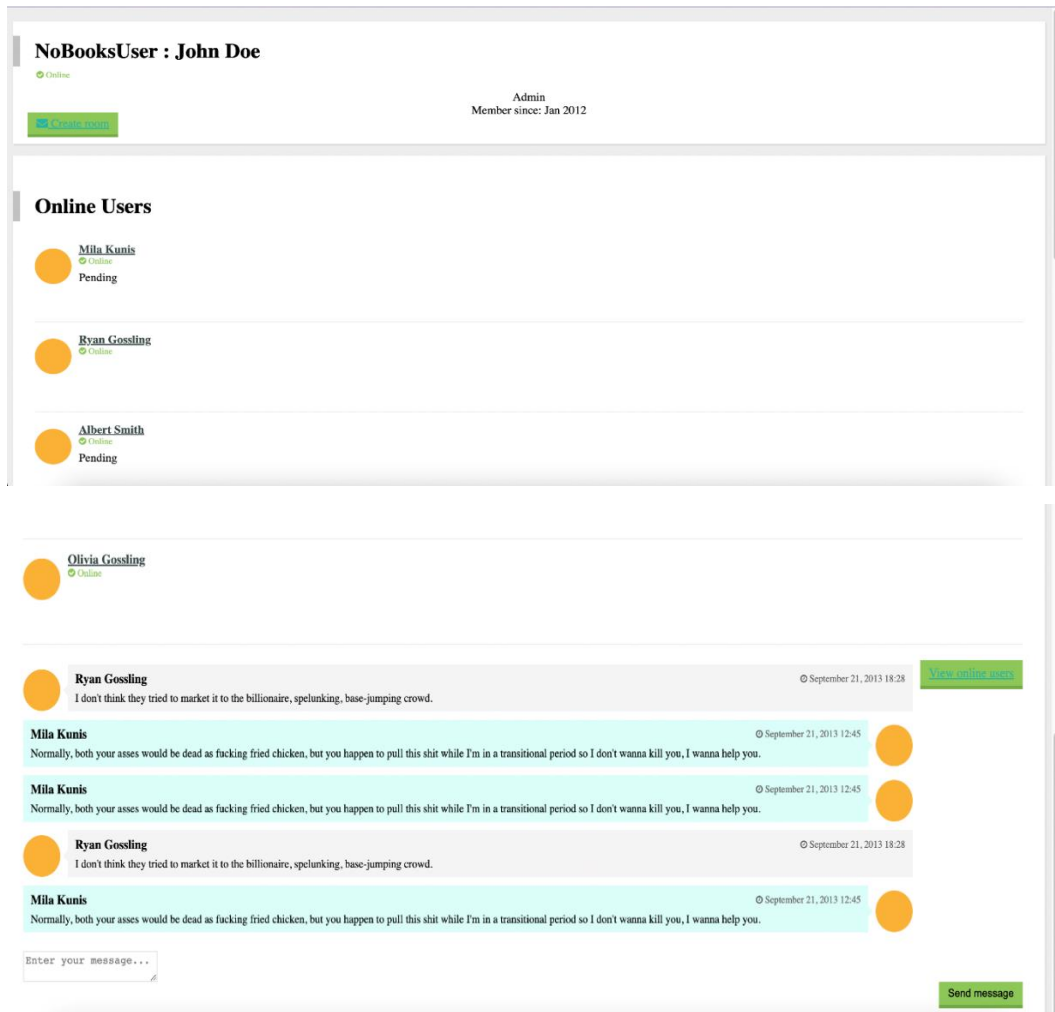 NoBooksUser : John Doe
Online
Admin
Member since: Jan 2012
Create room
Online Users
Mila Kunis
Online
Pending
Ryan Gossling
Online
Albert Smith
Online
Pending
Olivia Gossling
Online
Ryan Gossling September 21, 2013 18:28
I don't think they tried to market it to the billionaire, spelunking, base-jumping crowd.
View online users
Mila Kunis September 21, 2013 12:45
Normally, both your asses would be dead as fucking fried chicken, but you happen to pull this shit while I'm in a transitional period so I don't wanna kill you, I wanna help you.
Mila Kunis September 21, 2013 12:45
Normally, both your asses would be dead as fucking fried chicken, but you happen to pull this shit while I'm in a transitional period so I don't wanna kill you, I wanna help you.
Ryan Gossling September 21, 2013 18:28
I don't think they tried to market it to the billionaire, spelunking, base-jumping crowd.
Mila Kunis September 21, 2013 12:45
Normally, both your asses would be dead as fucking fried chicken, but you happen to pull this shit while I'm in a transitional period so I don't wanna kill you, I wanna help you.
Enter your message...
Send message